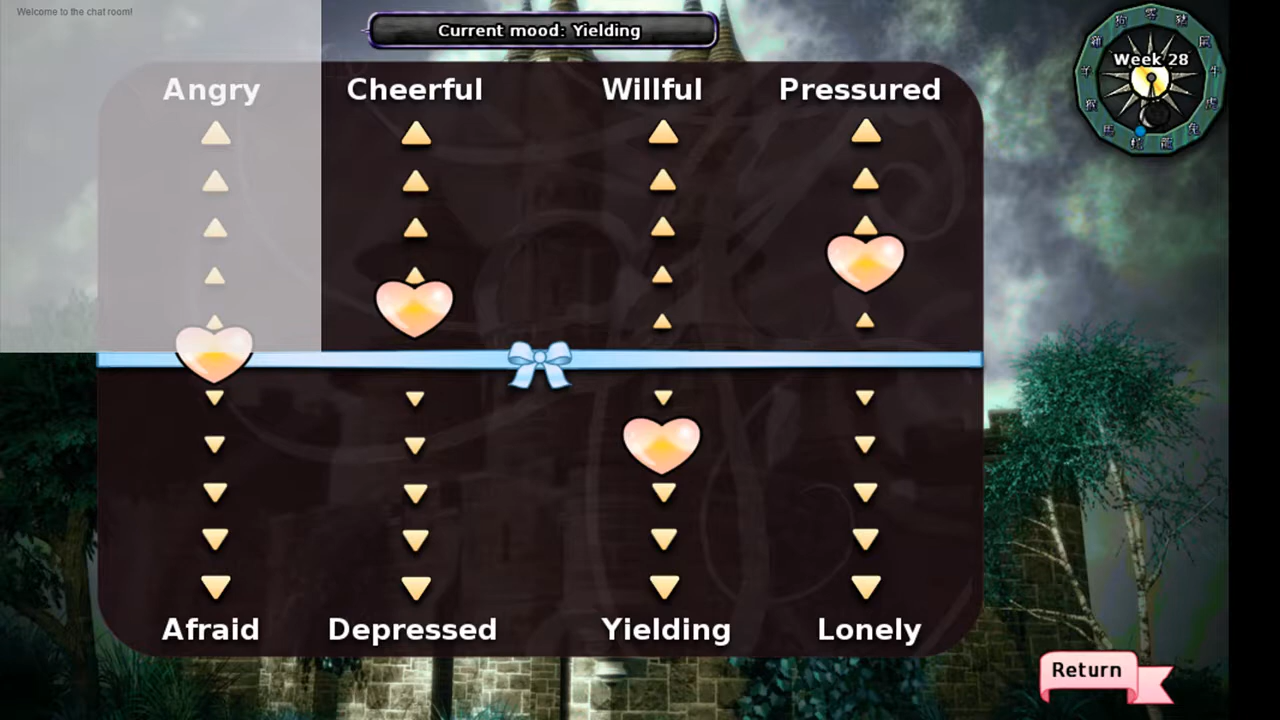 Welcome to the chat room!
Current mood: Yielding
Week 28
Angry
Cheerful
Willful
Pressured
Afraid
Depressed
Yielding
Lonely
Return